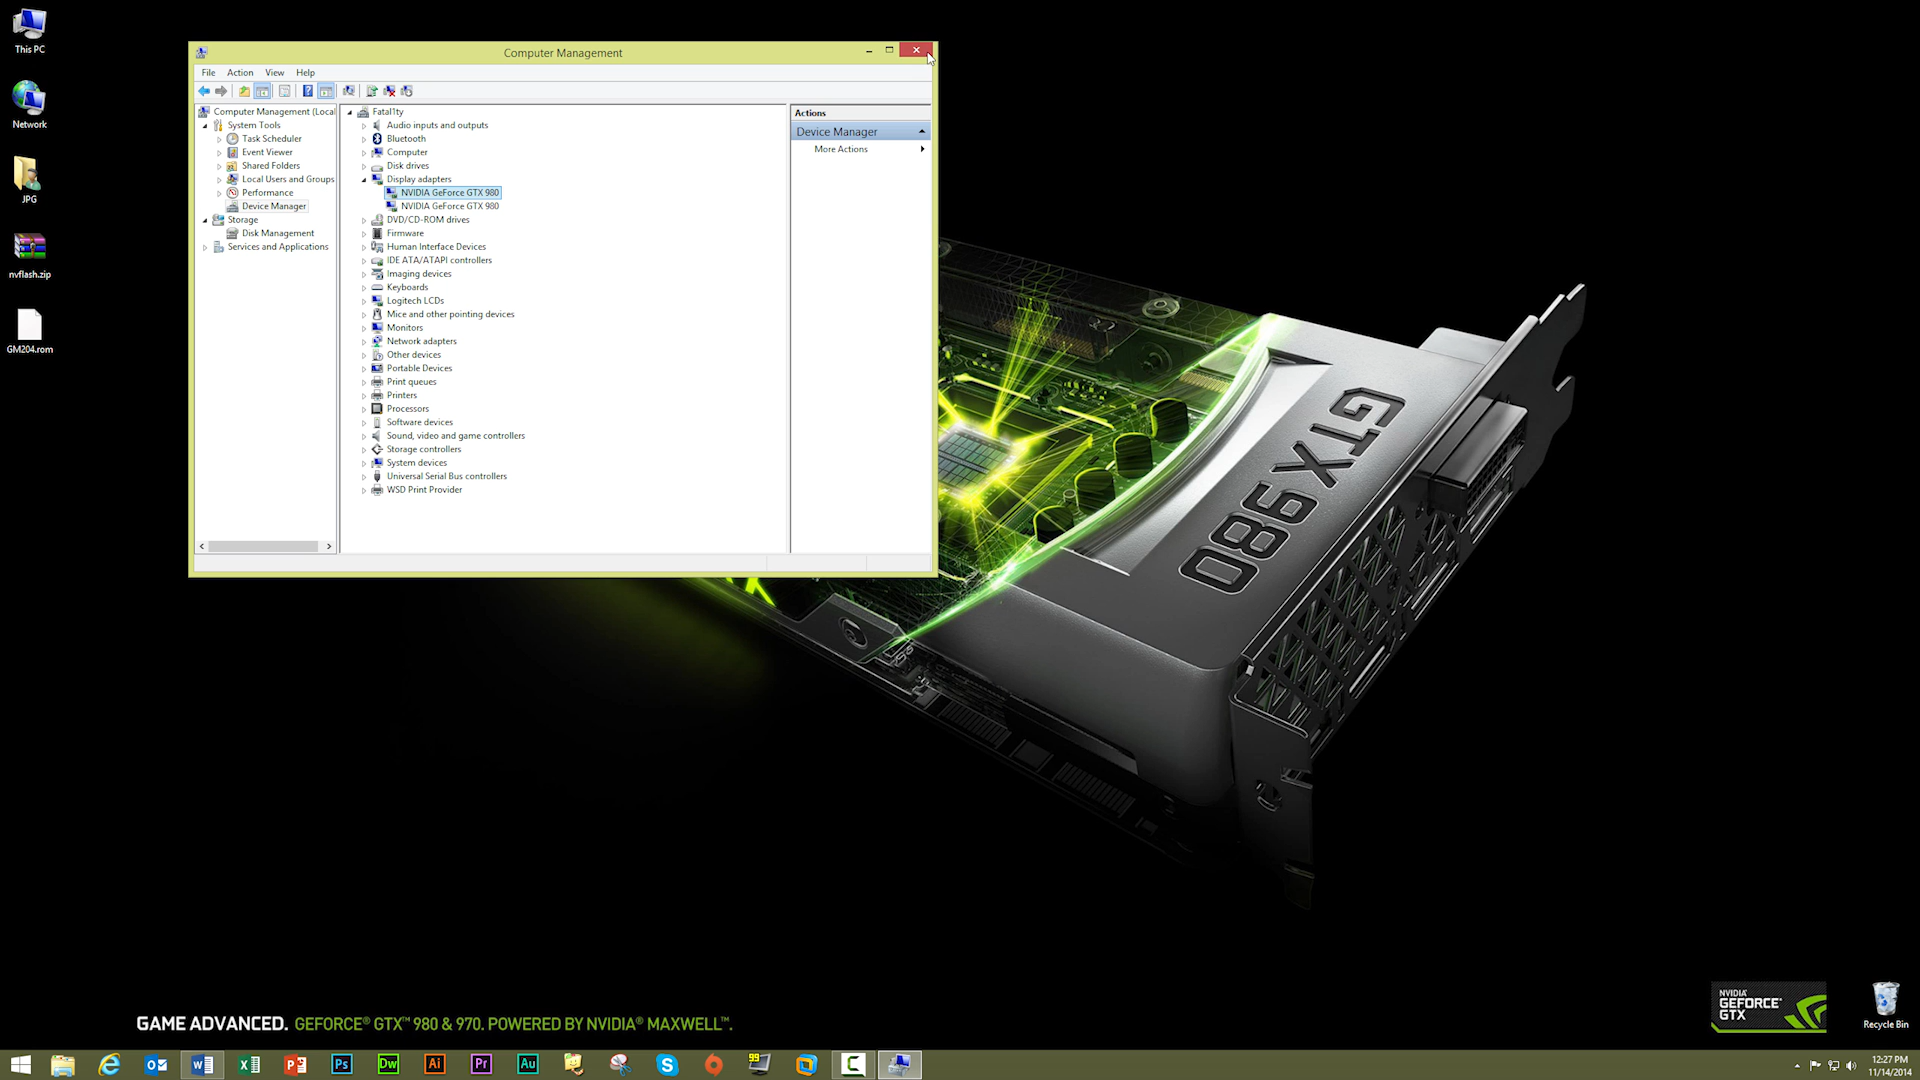 This PC
Network
JPG
nvflash.zip
GM204.rom
Computer Management
File Action View Help
Computer Management (Local
System Tools
Task Scheduler
Event Viewer
Shared Folders
Local Users and Groups
Performance
Device Manager
Storage
Disk Management
Services and Applications
Fatal1ty
Audio inputs and outputs
Bluetooth
Computer
Disk drives
Display adapters
NVIDIA GeForce GTX 980
NVIDIA GeForce GTX 980
DVD/CD-ROM drives
Firmware
Human Interface Devices
IDE ATA/ATAPI controllers
Imaging devices
Keyboards
Logitech LCDs
Mice and other pointing devices
Monitors
Network adapters
Other devices
Portable Devices
Print queues
Printers
Processors
Software devices
Sound, video and game controllers
Storage controllers
System devices
Universal Serial Bus controllers
WSD Print Provider
Actions
Device Manager
More Actions
GTX 980
GAME ADVANCED. GEFORCE® GTX™ 980 & 970. POWERED BY NVIDIA® MAXWELL™.
NVIDIA®
GEFORCE®
GTX
Recycle Bin
Ps
Dw
Ai
Pr
Au
99
12:27 PM
11/14/2014